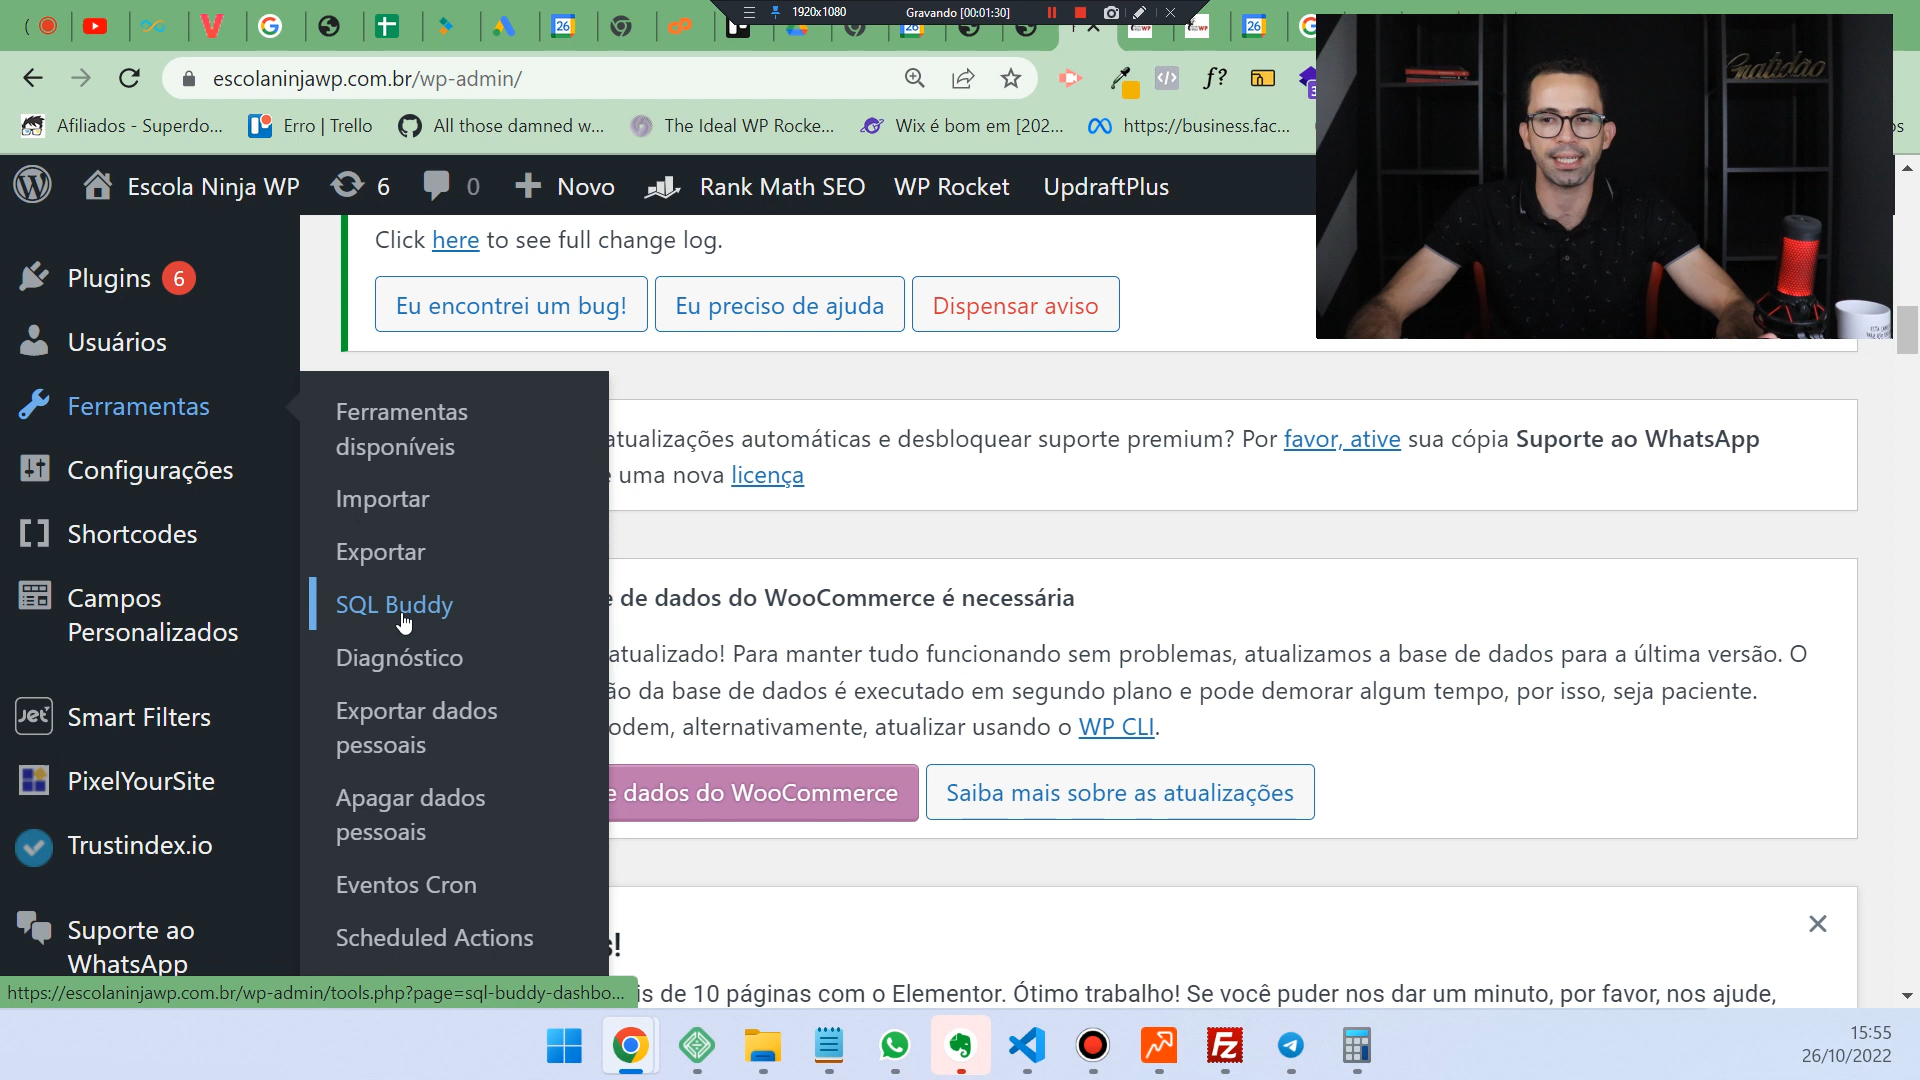 1920x1080
Gravando [00:01:30]
escolaninjawp.com.br/wp-admin/
f?
Afiliados - Superdo...
Erro | Trello
All those damned w...
The Ideal WP Rocke...
Wix é bom em [202...
https://business.fac...
Gratidão
Escola Ninja WP
6
0
Novo
Rank Math SEO
WP Rocket
UpdraftPlus
Click here to see full change log.
Plugins 6
Eu encontrei um bug!
Eu preciso de ajuda
Dispensar aviso
Usuários
Ferramentas
Configurações
Shortcodes
Campos
Personalizados
Jet
Smart Filters
PixelYourSite
Trustindex.io
Suporte ao
WhatsApp
Ferramentas
disponíveis
Importar
Exportar
SQL Buddy
Diagnóstico
Exportar dados
pessoais
Apagar dados
pessoais
Eventos Cron
Scheduled Actions
atualizações automáticas e desbloquear suporte premium? Por favor, ative sua cópia Suporte ao WhatsApp
uma nova licença
e de dados do WooCommerce é necessária
atualizado! Para manter tudo funcionando sem problemas, atualizamos a base de dados para a última versão. O
ão da base de dados é executado em segundo plano e pode demorar algum tempo, por isso, seja paciente.
odem, alternativamente, atualizar usando o WP CLI.
e dados do WooCommerce
Saiba mais sobre as atualizações
s!
is de 10 páginas com o Elementor. Ótimo trabalho! Se você puder nos dar um minuto, por favor, nos ajude,
https://escolaninjawp.com.br/wp-admin/tools.php?page=sql-buddy-dashbo...
15:55
26/10/2022